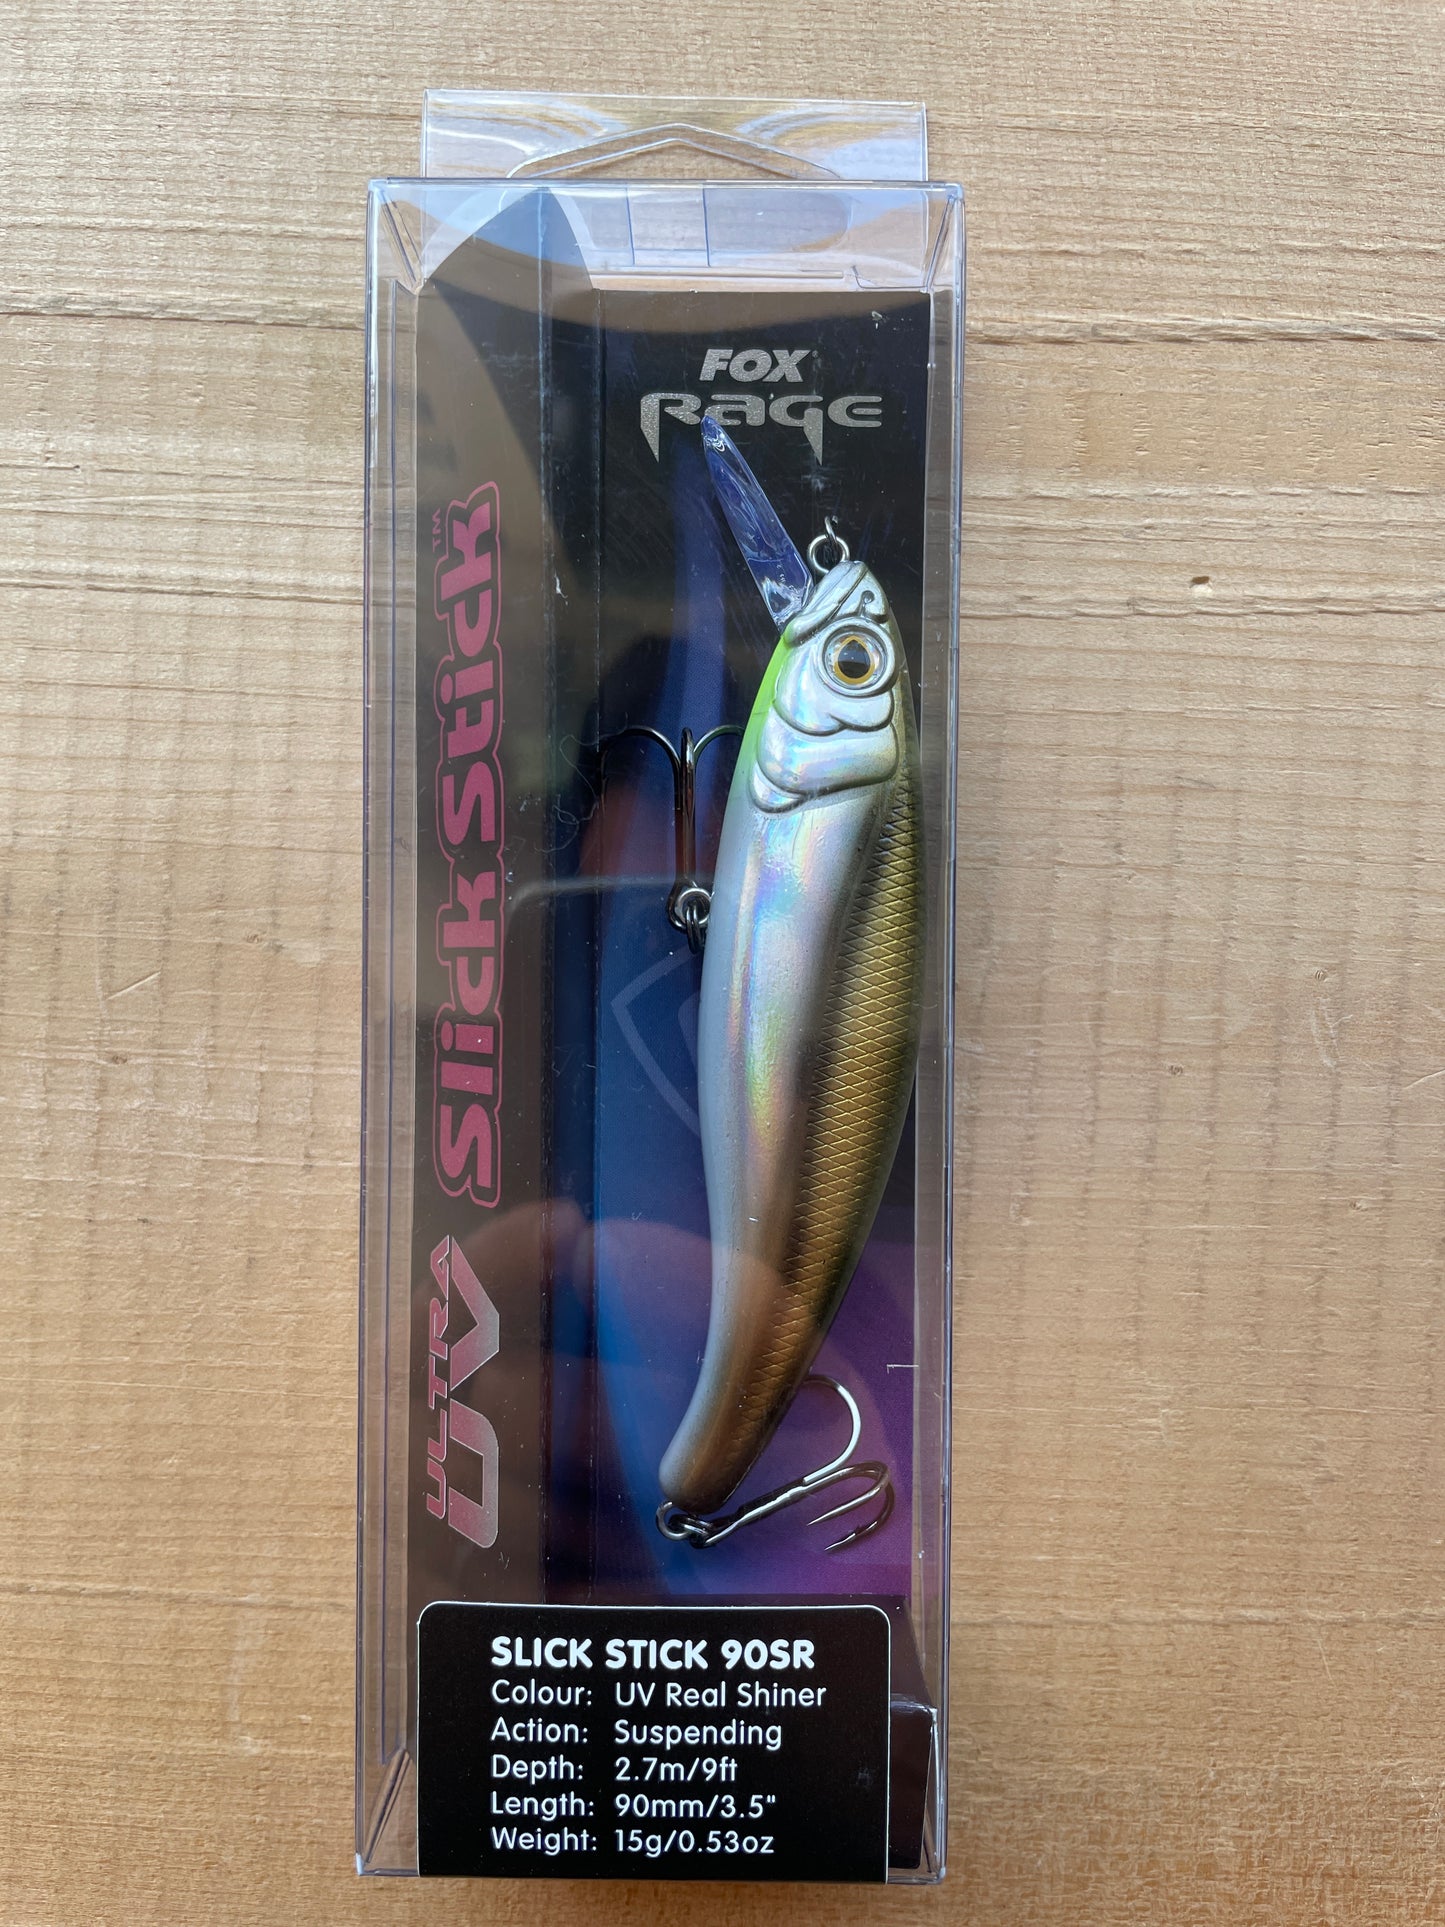 FOX
RAGE
Slick Stick™
ULTRA
UV
SLICK STICK 90SR
Colour: UV Real Shiner
Action: Suspending
Depth: 2.7m/9ft
Length: 90mm/3.5"
Weight: 15g/0.53oz